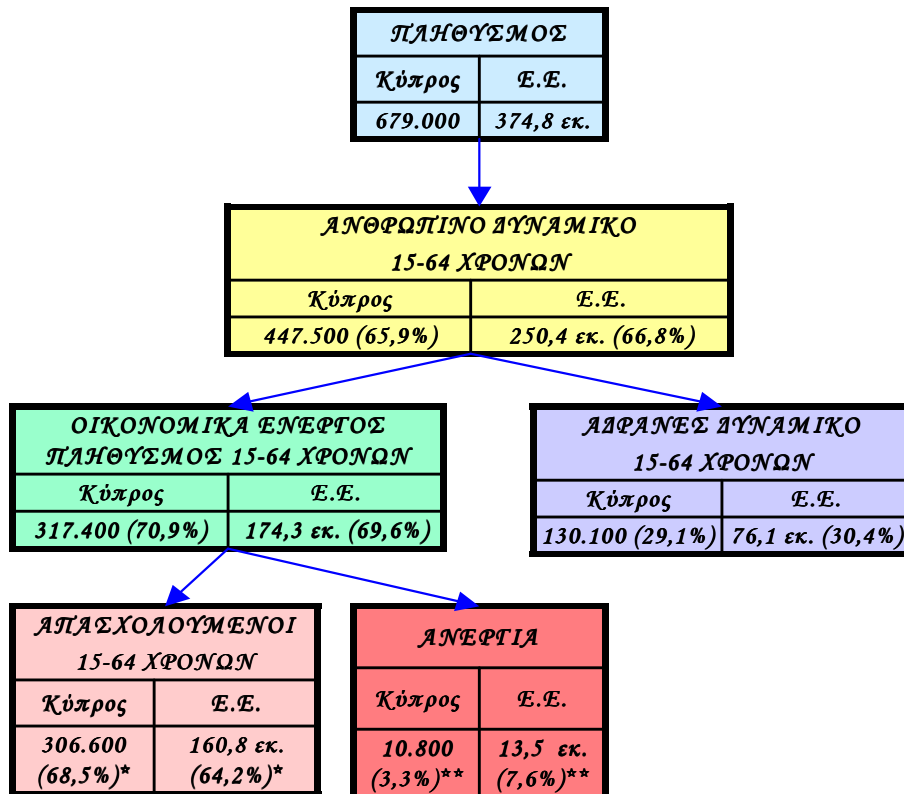 ΠΛΗΘΥΣΜΟΣ
Κύπρος Ε.Ε.
679.000 374,8 εκ.
ΑΝΘΡΩΠΙΝΟ ΔΥΝΑΜΙΚΟ
15-64 ΧΡΟΝΩΝ
Κύπρος Ε.Ε.
447.500 (65,9%) 250,4 εκ. (66,8%)
ΟΙΚΟΝΟΜΙΚΑ ΕΝΕΡΓΟΣ
ΠΛΗΘΥΣΜΟΣ 15-64 ΧΡΟΝΩΝ
Κύπρος Ε.Ε.
317.400 (70,9%) 174,3 εκ. (69,6%)
ΑΔΡΑΝΕΣ ΔΥΝΑΜΙΚΟ
15-64 ΧΡΟΝΩΝ
Κύπρος Ε.Ε.
130.100 (29,1%) 76,1 εκ. (30,4%)
ΑΠΑΣΧΟΛΟΥΜΕΝΟΙ
15-64 ΧΡΟΝΩΝ
Κύπρος Ε.Ε.
306.600 160,8 εκ.
(68,5%)* (64,2%)*
ΑΝΕΡΓΙΑ
Κύπρος Ε.Ε.
10.800 13,5 εκ.
(3,3%)** (7,6%)**